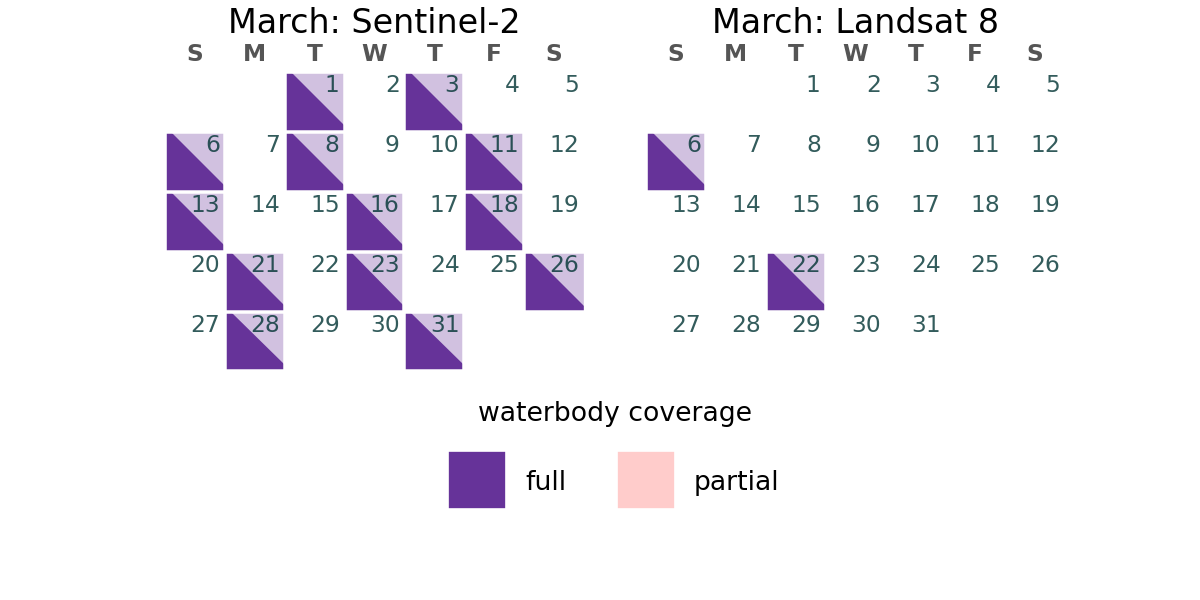 March: Sentinel-2
S M T W T F S
1 2 3 4 5
6 7 8 9 10 11 12
13 14 15 16 17 18 19
20 21 22 23 24 25 26
27 28 29 30 31
March: Landsat 8
S M T W T F S
1 2 3 4 5
6 7 8 9 10 11 12
13 14 15 16 17 18 19
20 21 22 23 24 25 26
27 28 29 30 31
waterbody coverage
full partial